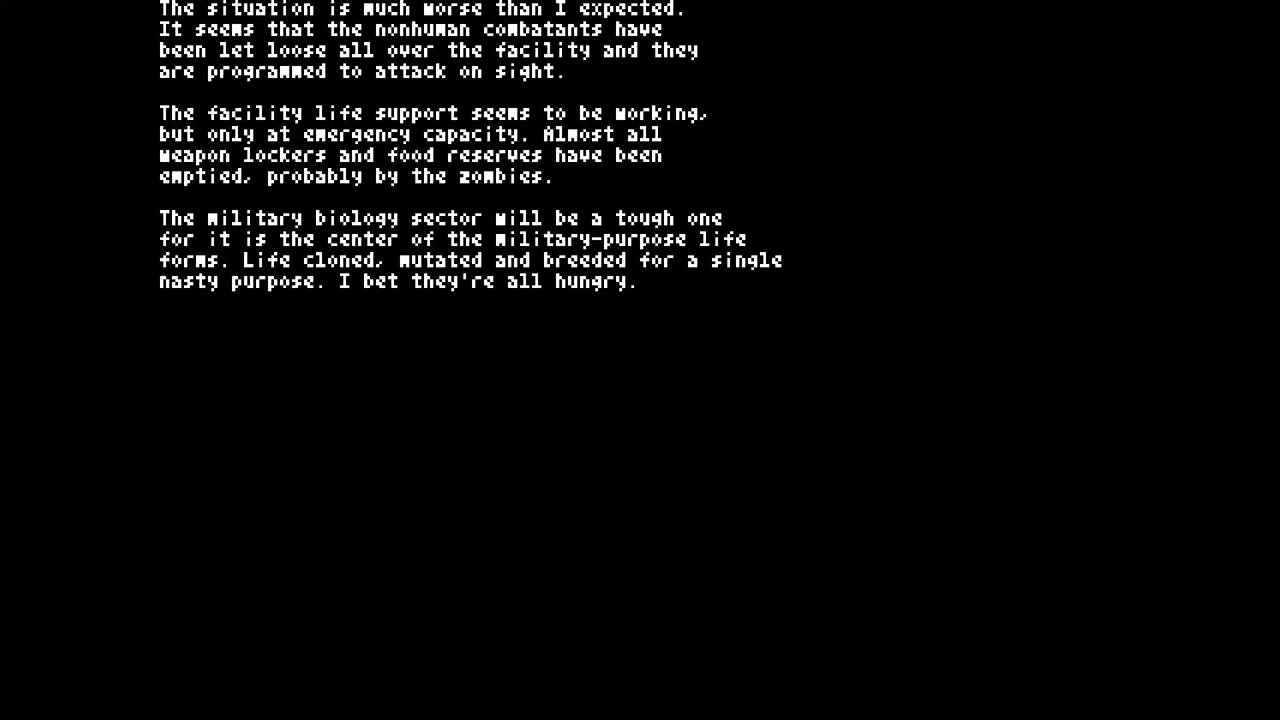 The situation is much worse than I expected.
It seems that the nonhuman combatants have
been let loose all over the facility and they
are programmed to attack on sight.
The facility life support seems to be working,
but only at emergency capacity. Almost all
weapon lockers and food reserves have been
emptied, probably by the zombies.
The military biology sector will be a tough one
for it is the center of the military-purpose life
forms. Life cloned, mutated and breeded for a single
nasty purpose. I bet they're all hungry.